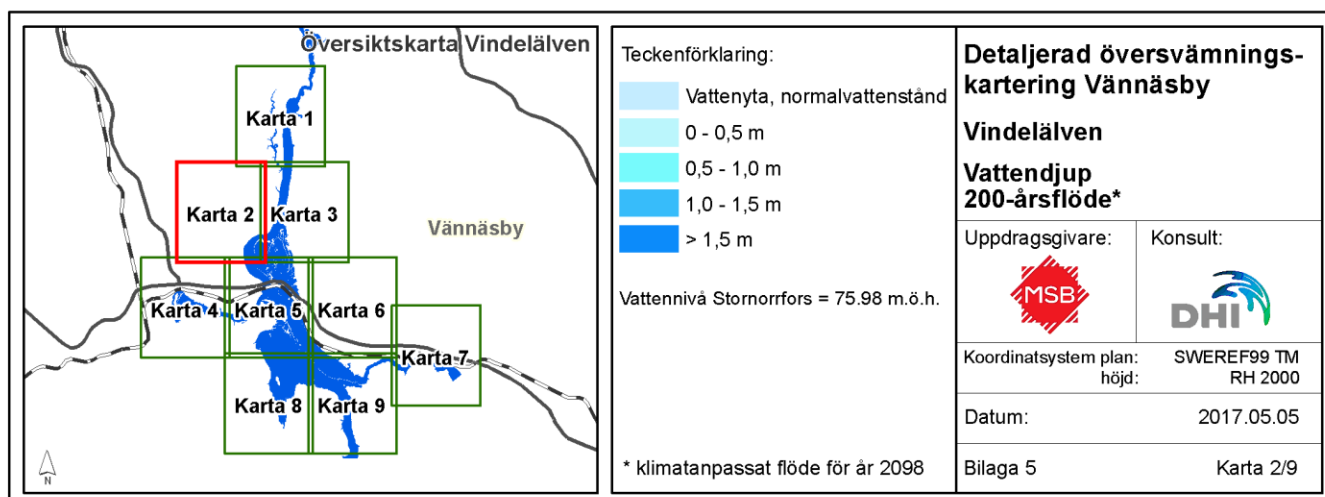 Översiktskarta Vindelälven
Karta 1
Karta 2
Karta 3
Vännäsby
Karta 4
Karta 5
Karta 6
Karta 7
Karta 8
Karta 9
N
Teckenförklaring:
Vattenyta, normalvattenstånd
0 - 0,5 m
0,5 - 1,0 m
1,0 - 1,5 m
> 1,5 m
Vattennivå Stornorrfors = 75.98 m.ö.h.
* klimatanpassat flöde för år 2098
Detaljerad översvämnings-
kartering Vännäsby
Vindelälven
Vattendjup
200-årsflöde*
Uppdragsgivare:
MSB
Konsult:
DHI
Koordinatsystem plan: SWEREF99 TM
höjd: RH 2000
Datum: 2017.05.05
Bilaga 5 Karta 2/9